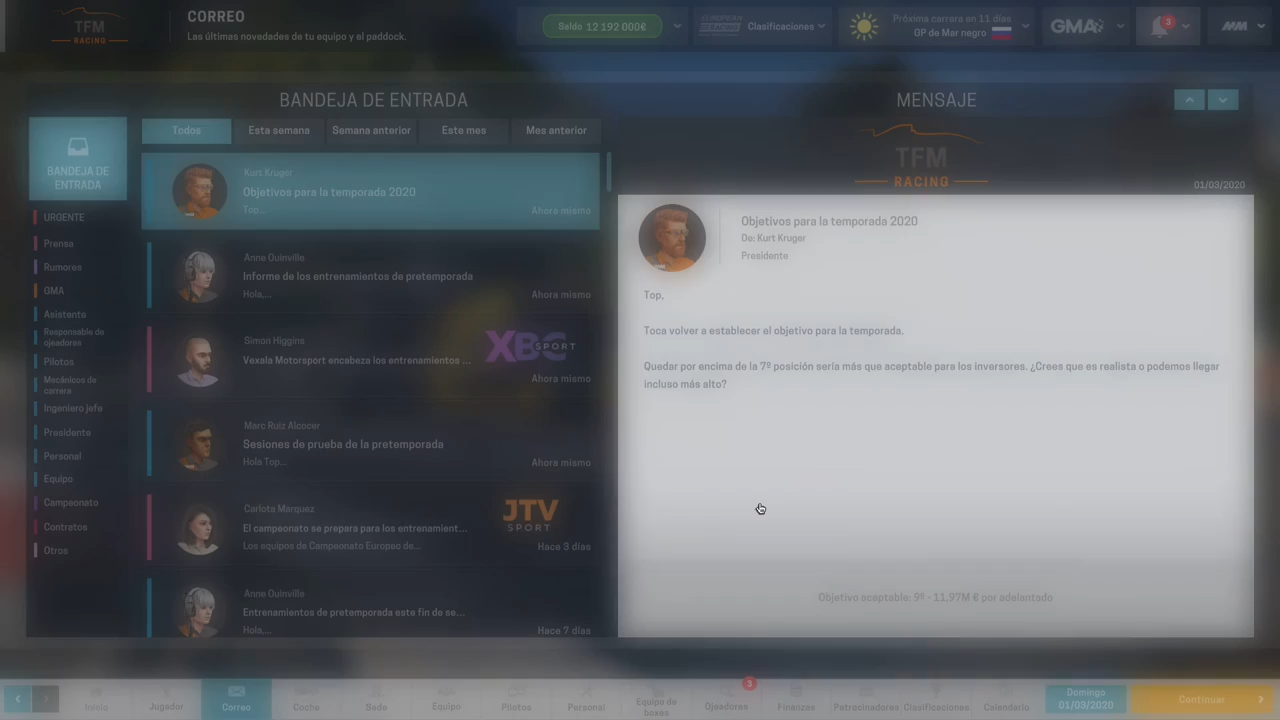 TFM
RACING
CORREO
Las últimas novedades de tu equipo y el paddock.
Saldo 12 192 000€
EUROPEAN
Clasificaciones
Próxima carrera en 11 días
GP de Mar negro
GMA
3
BANDEJA DE ENTRADA
MENSAJE
BANDEJA DE
ENTRADA
Todos
Esta semana
Semana anterior
Este mes
Mes anterior
TFM
RACING
01/03/2020
URGENTE
Prensa
Rumores
GMA
Asistente
Responsable de
ojeadores
Pilotos
Mecánicos de
carrera
Ingeniero jefe
Presidente
Personal
Equipo
Campeonato
Contratos
Otros
Kurt Kruger
Objetivos para la temporada 2020
Top...
Ahora mismo
Anne Quinville
Informe de los entrenamientos de pretemporada
Hola,...
Ahora mismo
Simon Higgins
Vexala Motorsport encabeza los entrenamientos ...
XBC SPORT
Ahora mismo
Marc Ruiz Alcocer
Sesiones de prueba de la pretemporada
Hola Top...
Ahora mismo
Carlota Marquez
El campeonato se prepara para los entrenamient...
Los equipos de Campeonato Europeo de...
JTV
SPORT
Hace 3 días
Anne Quinville
Entrenamientos de pretemporada este fin de se...
Hola,...
Hace 7 días
Objetivos para la temporada 2020
De: Kurt Kruger
Presidente
Top,
Toca volver a establecer el objetivo para la temporada.
Quedar por encima de la 7º posición sería más que aceptable para los inversores. ¿Crees que es realista o podemos llegar
incluso más alto?
Objetivo aceptable: 9º - 11,97M € por adelantado
Inicio
Jugador
Correo
Coche
Sede
Equipo
Pilotos
Personal
Equipo de
boxes
3
Ojeadores
Finanzas
Patrocinadores
Clasificaciones
Calendario
Domingo
01/03/2020
Continuar